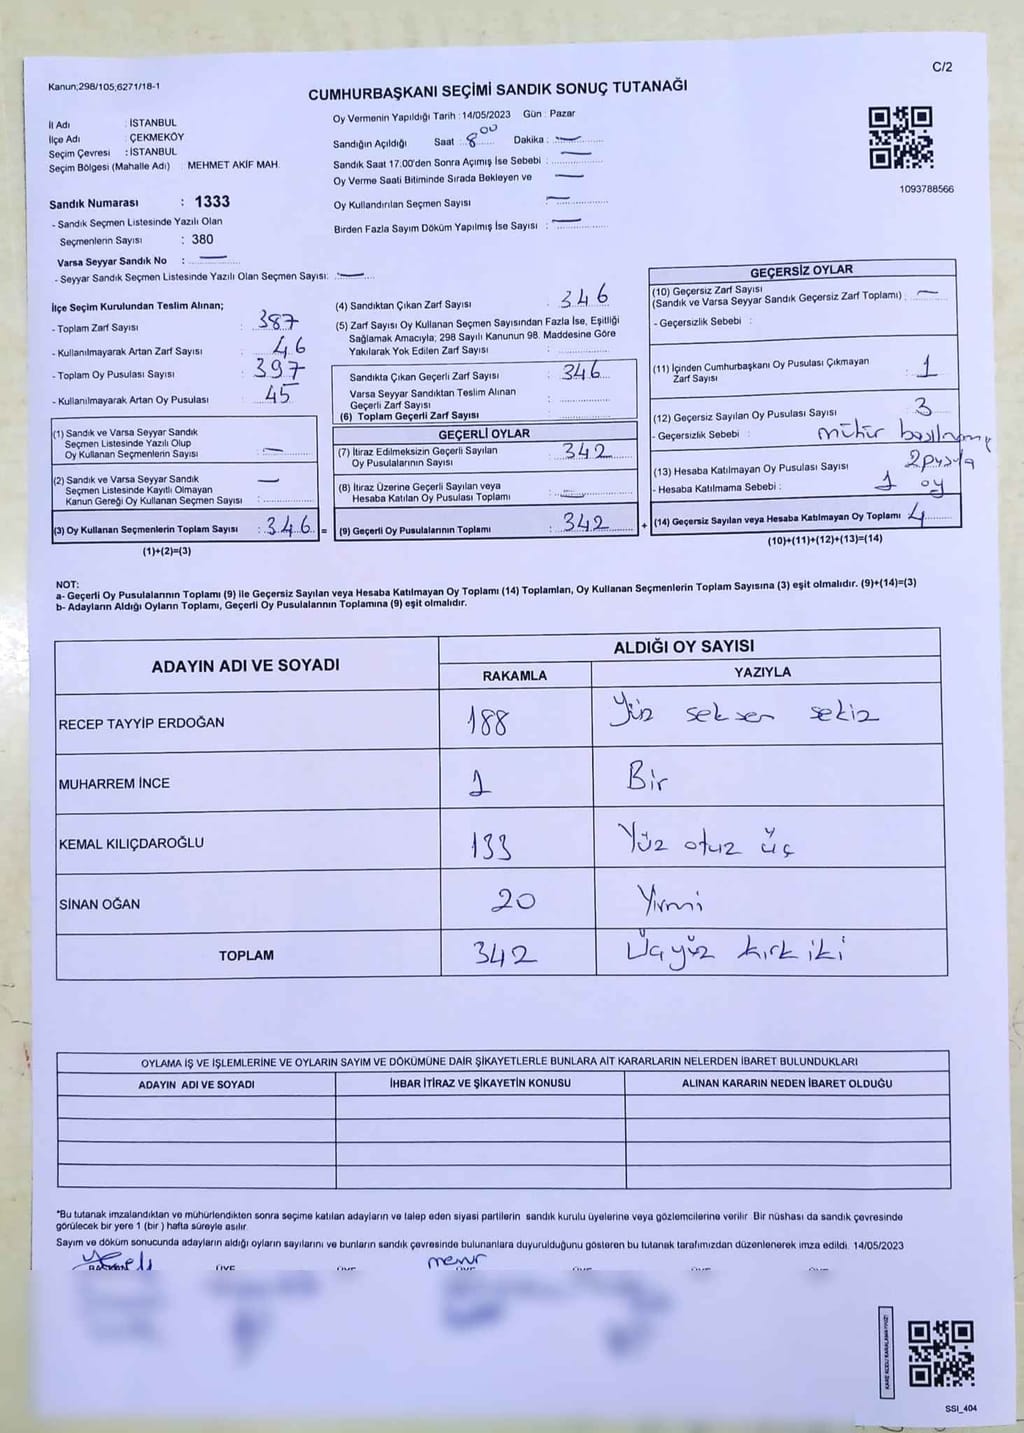 C/2
Kanun;298/105;6271/18-1
CUMHURBAŞKANI SEÇİMİ SANDIK SONUÇ TUTANAĞI
İl Adı : İSTANBUL
İlçe Adı : ÇEKMEKÖY
Seçim Çevresi : İSTANBUL
Seçim Bölgesi (Mahalle Adı) : MEHMET AKİF MAH.
Oy Vermenin Yapıldığı Tarih : 14/05/2023 Gün : Pazar
Sandığın Açıldığı Saat : 8 00 Dakika : —
Sandık Saat 17:00'den Sonra Açılmış İse Sebebi : —
Oy Verme Saati Bitiminde Sırada Bekleyen ve —
Oy Kullandırılan Seçmen Sayısı —
Birden Fazla Sayım Döküm Yapılmış İse Sayısı : —
1093788566
Sandık Numarası : 1333
- Sandık Seçmen Listesinde Yazılı Olan
Seçmenlerin Sayısı : 380
Varsa Seyyar Sandık No : —
- Seyyar Sandık Seçmen Listesinde Yazılı Olan Seçmen Sayısı: —
İlçe Seçim Kurulundan Teslim Alınan;
- Toplam Zarf Sayısı : 387
- Kullanılmayarak Artan Zarf Sayısı : 46
- Toplam Oy Pusulası Sayısı : 397
- Kullanılmayarak Artan Oy Pusulası : 45
(1) Sandık ve Varsa Seyyar Sandık
Seçmen Listesinde Yazılı Olup
Oy Kullanan Seçmenlerin Sayısı : —
(2) Sandık ve Varsa Seyyar Sandık
Seçmen Listesinde Kayıtlı Olmayan
Kanun Gereği Oy Kullanan Seçmen Sayısı : —
(3) Oy Kullanan Seçmenlerin Toplam Sayısı : 346 =
(1)+(2)=(3)
(4) Sandıktan Çıkan Zarf Sayısı : 346
(5) Zarf Sayısı Oy Kullanan Seçmen Sayısından Fazla İse, Eşitliği
Sağlamak Amacıyla; 298 Sayılı Kanunun 98. Maddesine Göre
Yakılarak Yok Edilen Zarf Sayısı :
Sandıkta Çıkan Geçerli Zarf Sayısı : 346
Varsa Seyyar Sandıktan Teslim Alınan
Geçerli Zarf Sayısı :
(6) Toplam Geçerli Zarf Sayısı :
GEÇERLİ OYLAR
(7) İtiraz Edilmeksizin Geçerli Sayılan
Oy Pusulalarının Sayısı : 342
(8) İtiraz Üzerine Geçerli Sayılan veya
Hesaba Katılan Oy Pusulası Toplamı : —
(9) Geçerli Oy Pusulalarının Toplamı : 342 +
GEÇERSİZ OYLAR
(10) Geçersiz Zarf Sayısı
(Sandık ve Varsa Seyyar Sandık Geçersiz Zarf Toplamı) : —
- Geçersizlik Sebebi :
(11) İçinden Cumhurbaşkanı Oy Pusulası Çıkmayan
Zarf Sayısı : 1
(12) Geçersiz Sayılan Oy Pusulası Sayısı : 3
- Geçersizlik Sebebi : mühür
(13) Hesaba Katılmayan Oy Pusulası Sayısı 2 pusula
- Hesaba Katılmama Sebebi : 1 oy
(14) Geçersiz Sayılan veya Hesaba Katılmayan Oy Toplamı 4
(10)+(11)+(12)+(13)=(14)
NOT:
a- Geçerli Oy Pusulalarının Toplamı (9) ile Geçersiz Sayılan veya Hesaba Katılmayan Oy Toplamı (14) Toplamları, Oy Kullanan Seçmenlerin Toplam Sayısına (3) eşit olmalıdır. (9)+(14)=(3)
b- Adayların Aldığı Oyların Toplamı, Geçerli Oy Pusulalarının Toplamına (9) eşit olmalıdır.
ADAYIN ADI VE SOYADI ALDIĞI OY SAYISI
RAKAMLA YAZIYLA
RECEP TAYYİP ERDOĞAN 188 Yüz seksen sekiz
MUHARREM İNCE 1 Bir
KEMAL KILIÇDAROĞLU 133 Yüz otuz üç
SİNAN OĞAN 20 Yirmi
TOPLAM 342 Üçyüz kırk iki
OYLAMA İŞ VE İŞLEMLERİNE VE OYLARIN SAYIM VE DÖKÜMÜNE DAİR ŞİKAYETLERLE BUNLARA AİT KARARLARIN NELERDEN İBARET BULUNDUKLARI
ADAYIN ADI VE SOYADI İHBAR İTİRAZ VE ŞİKAYETİN KONUSU ALINAN KARARIN NEDEN İBARET OLDUĞU
*Bu tutanak imzalandıktan ve mühürlendikten sonra seçime katılan adayların ve talep eden siyasi partilerin sandık kurulu üyelerine veya gözlemcilerine verilir. Bir nüshası da sandık çevresinde
görülecek bir yere 1 (bir ) hafta süreyle asılır.
Sayım ve döküm sonucunda adayların aldığı oyların sayılarını ve bunların sandık çevresinde bulunanlara duyurulduğunu gösteren bu tutanak tarafımızdan düzenlenerek imza edildi. 14/05/2023
memur
SSI_404